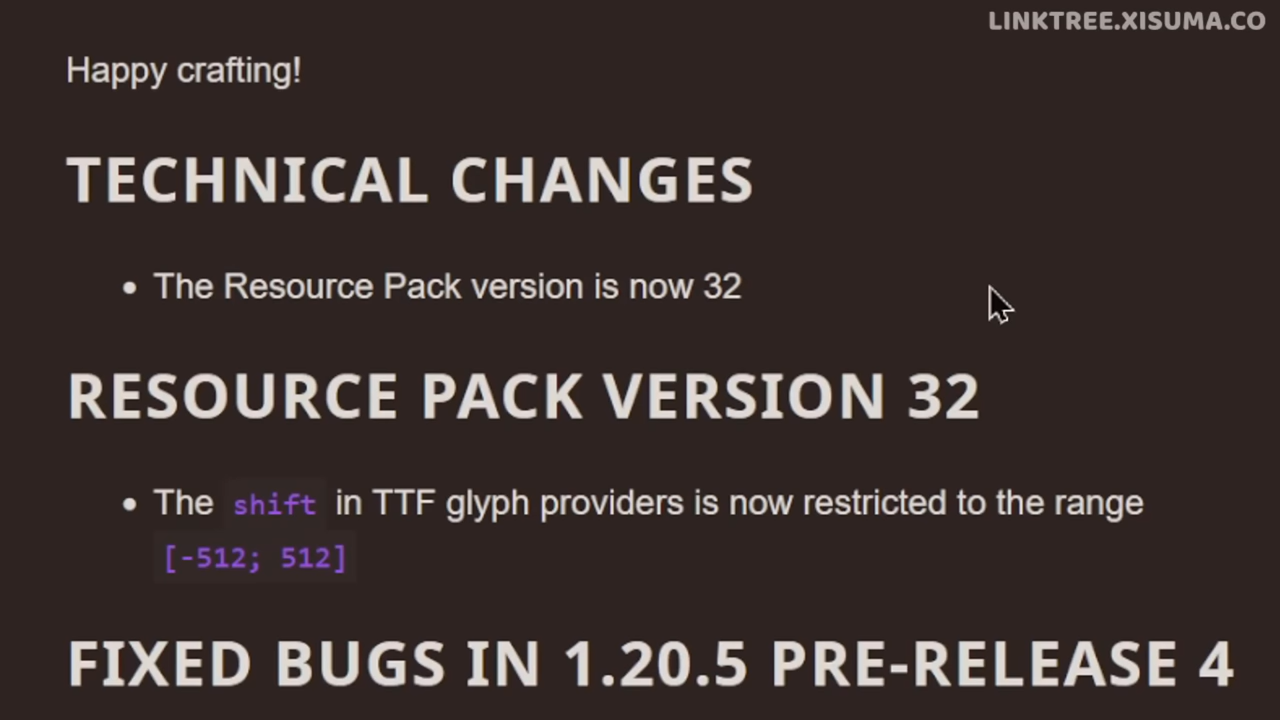 LINKTREE.XISUMA.CO
Happy crafting!
TECHNICAL CHANGES
• The Resource Pack version is now 32
RESOURCE PACK VERSION 32
• The shift in TTF glyph providers is now restricted to the range
[-512; 512]
FIXED BUGS IN 1.20.5 PRE-RELEASE 4